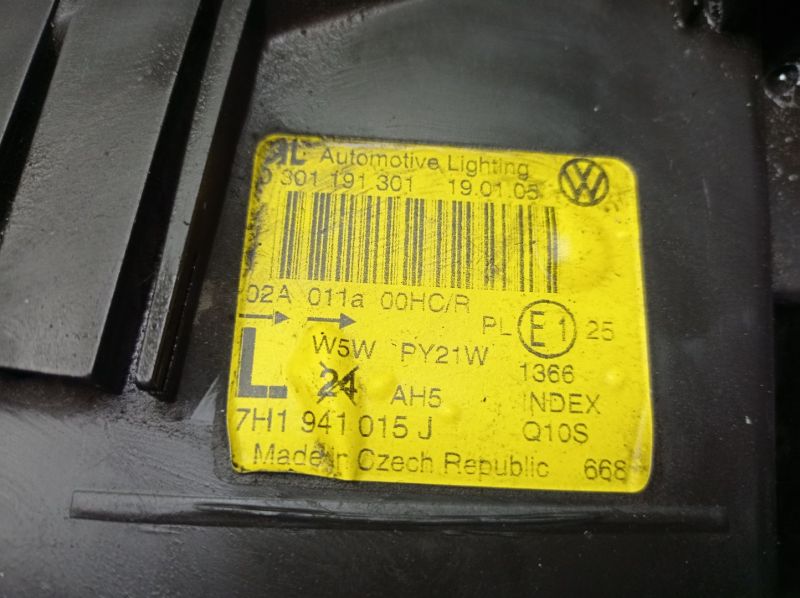 AL Automotive Lighting
0 301 191 301 19.01.05
02A 011a 00HC/R
PL E1 25
W5W PY21W
1366
L 24 AH5
INDEX
7H1 941 015 J
Q10S
Made in Czech Republic 668